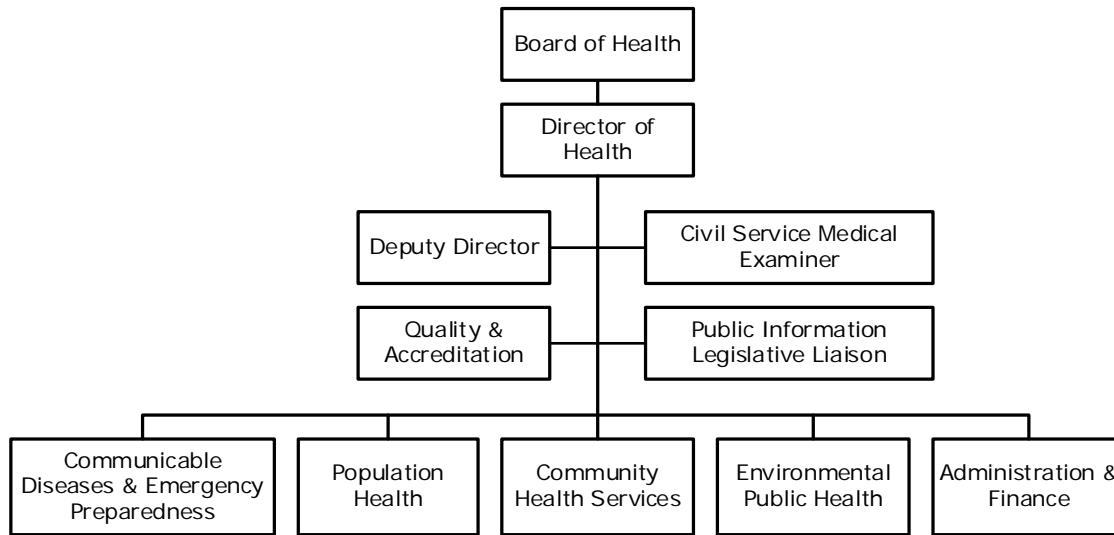 Board of Health
Director of
Health
Deputy Director
Civil Service Medical
Examiner
Quality &
Accreditation
Public Information
Legislative Liaison
Communicable
Diseases & Emergency
Preparedness
Population
Health
Community
Health Services
Environmental
Public Health
Administration &
Finance